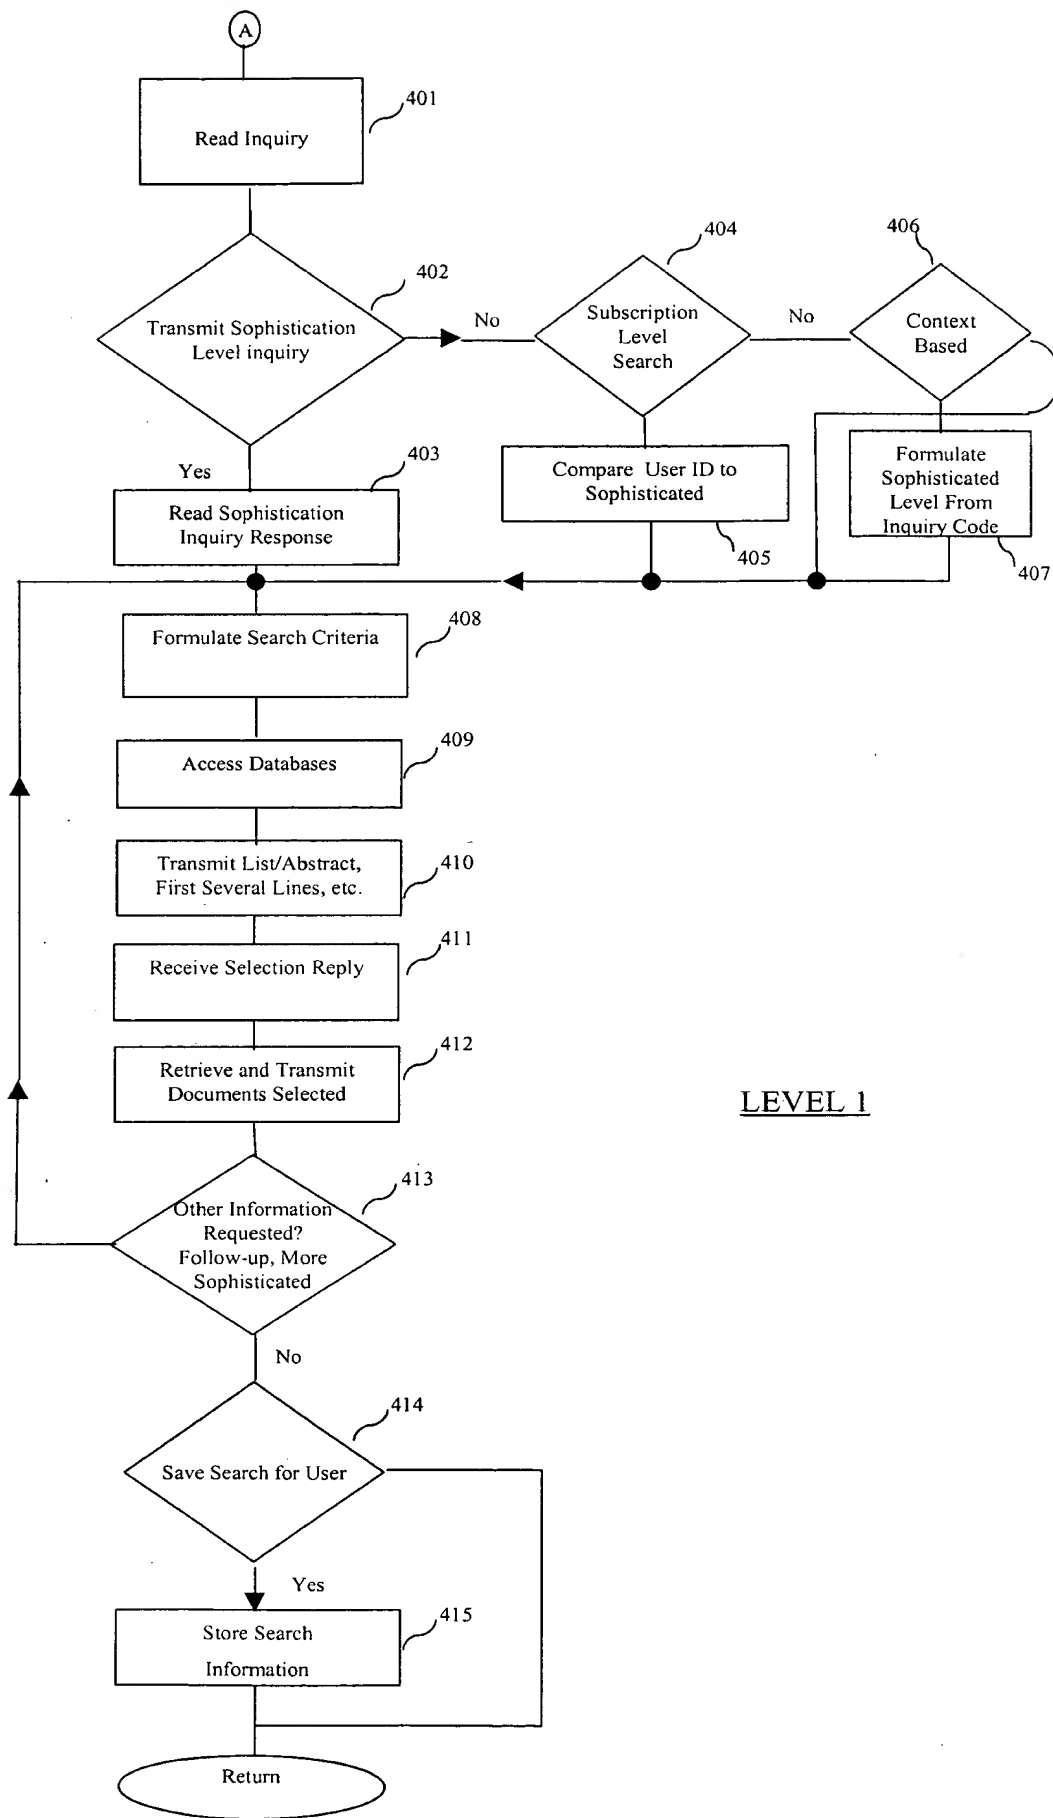 A
401
Read Inquiry
402
Transmit Sophistication
Level inquiry
No
404
Subscription
Level
Search
No
406
Context
Based
Yes
403
Read Sophistication
Inquiry Response
Compare User ID to
Sophisticated
405
Formulate
Sophisticated
Level From
Inquiry Code
407
408
Formulate Search Criteria
409
Access Databases
410
Transmit List/Abstract,
First Several Lines, etc.
411
Receive Selection Reply
412
Retrieve and Transmit
Documents Selected
LEVEL 1
413
Other Information
Requested?
Follow-up, More
Sophisticated
No
414
Save Search for User
Yes
415
Store Search
Information
Return